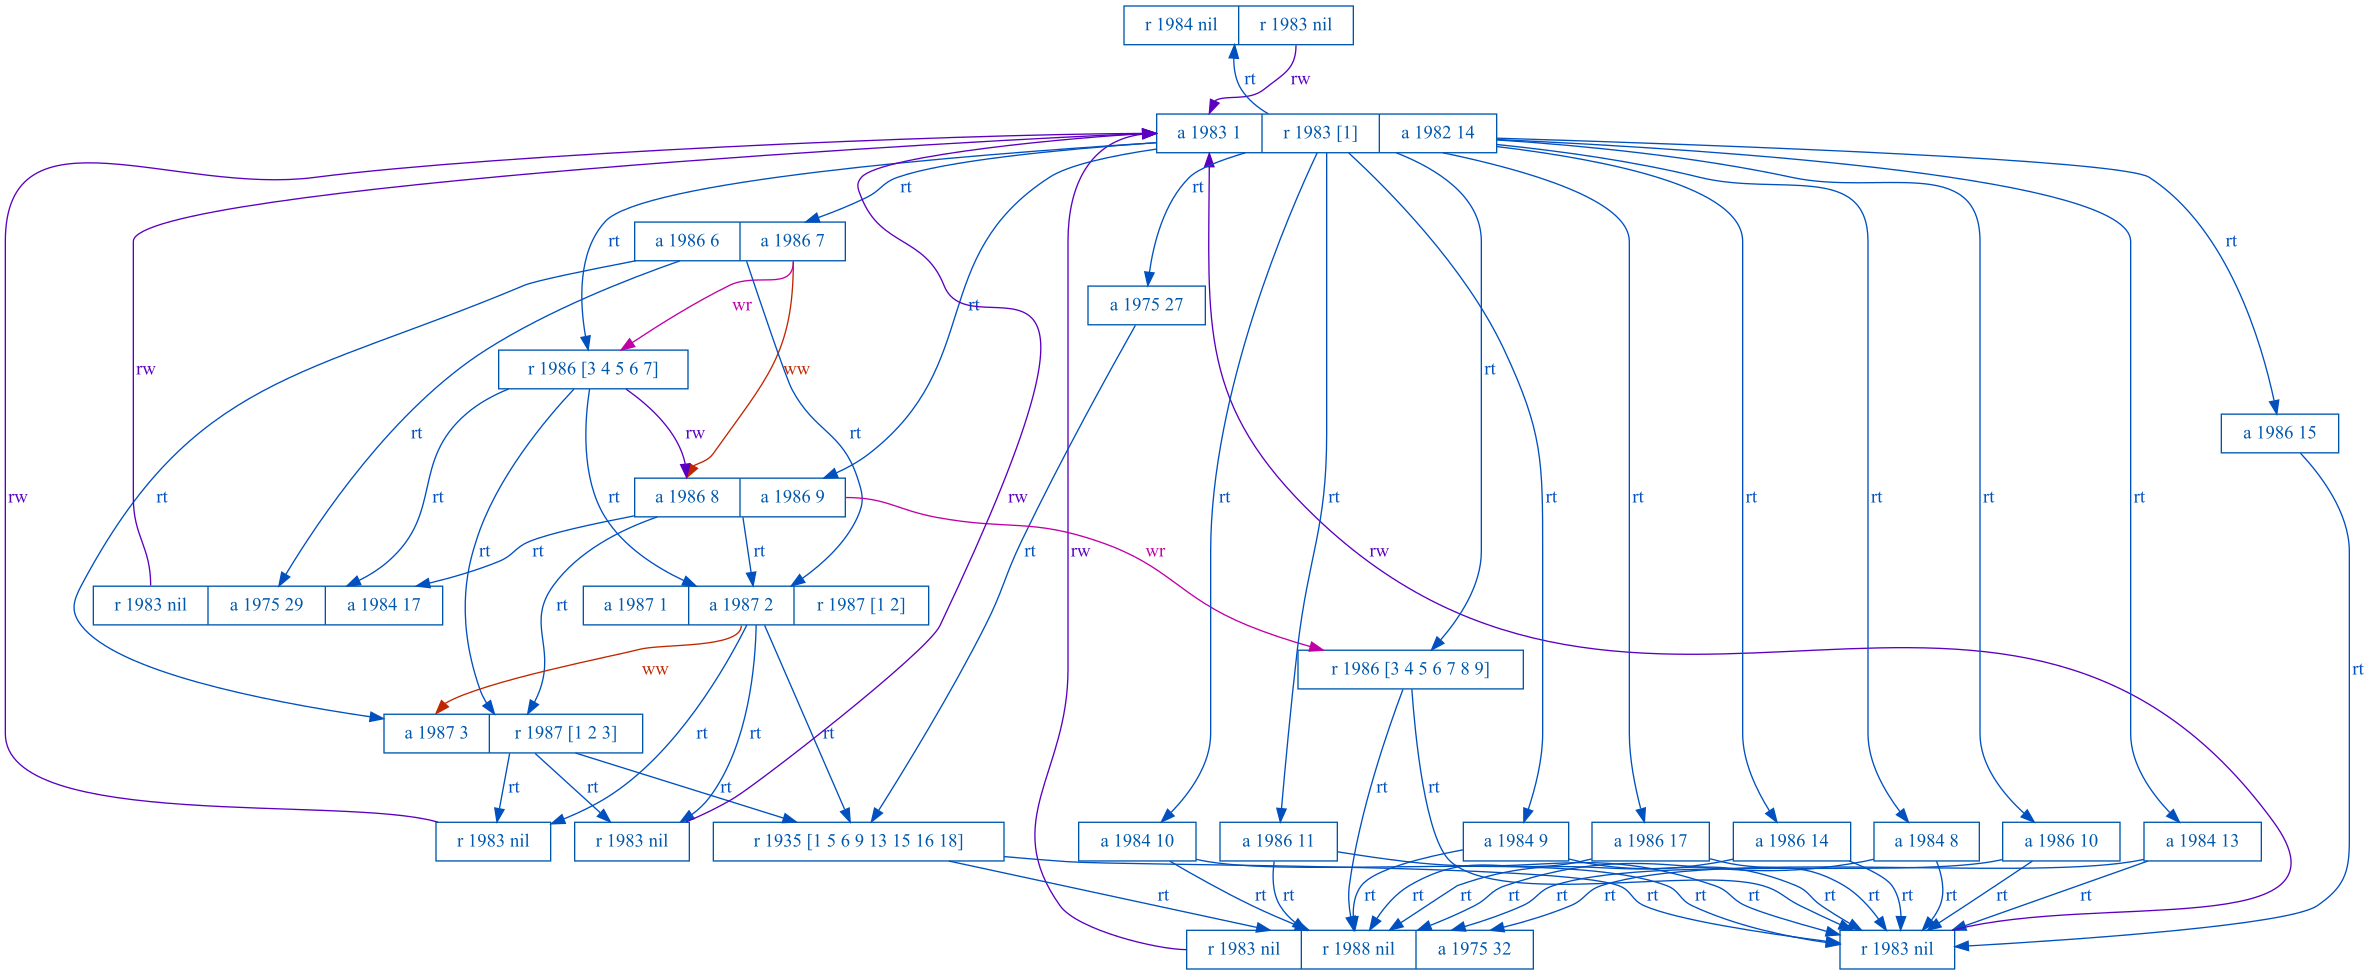 r 1984 nil r 1983 nil
rt rw
a 1983 1 r 1983 [1] a 1982 14
rt rt
a 1986 6 a 1986 7 rt rt
wr a 1975 27 rt
rw r 1986 [3 4 5 6 7] ww rt
rt rw rt a 1986 15
rw rt rt rt a 1986 8 a 1986 9 rw rt rt rt rt rt rt rt rt
rt rt rt rw rt wr rw
r 1983 nil a 1975 29 a 1984 17 rt a 1987 1 a 1987 2 r 1987 [1 2]
ww r 1986 [3 4 5 6 7 8 9] rt
a 1987 3 r 1987 [1 2 3] rt rt rt
rt rt rt rt rt
r 1983 nil r 1983 nil r 1935 [1 5 6 9 13 15 16 18] a 1984 10 a 1986 11 a 1984 9 a 1986 17 a 1986 14 a 1984 8 a 1986 10 a 1984 13
rt rt rt rt rt rt rt rt rt rt rt rt rt rt rt rt rt
r 1983 nil r 1988 nil a 1975 32 r 1983 nil